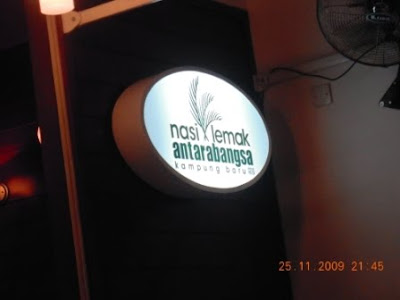 nasi lemak
antarabangsa
kampung baru
25.11.2009 21:45